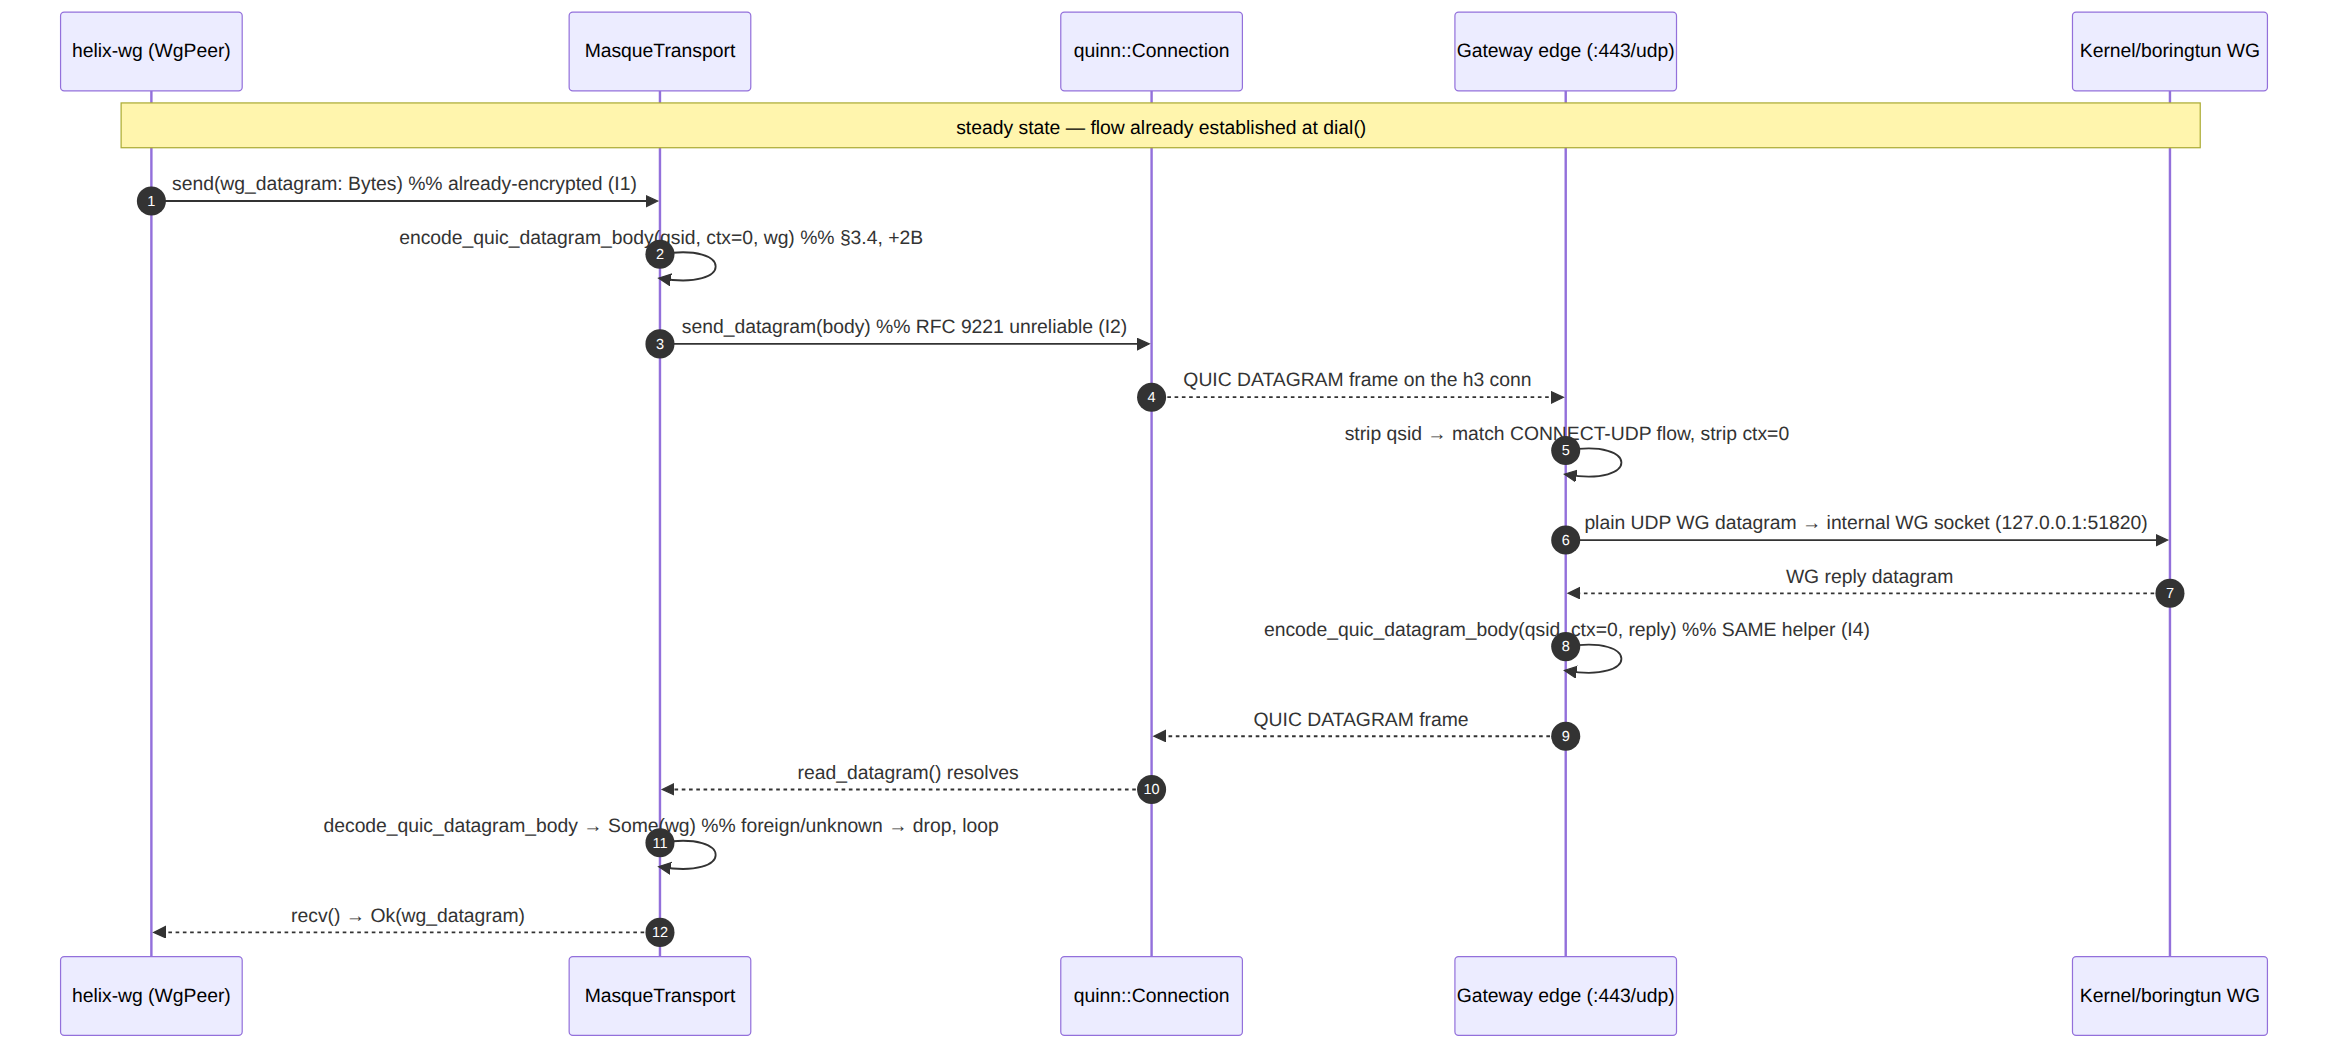 helix-wg (WgPeer)
MasqueTransport
quinn::Connection
Gateway edge (:443/udp)
Kernel/boringtun WG
steady state — flow already established at dial()
send(wg_datagram: Bytes) %% already-encrypted (I1)
1
encode_quic_datagram_body(qsid, ctx=0, wg) %% §3.4, +2B
2
send_datagram(body) %% RFC 9221 unreliable (I2)
3
QUIC DATAGRAM frame on the h3 conn
4
strip qsid → match CONNECT-UDP flow, strip ctx=0
5
plain UDP WG datagram → internal WG socket (127.0.0.1:51820)
6
WG reply datagram
7
encode_quic_datagram_body(qsid, ctx=0, reply) %% SAME helper (I4)
8
QUIC DATAGRAM frame
9
read_datagram() resolves
10
decode_quic_datagram_body → Some(wg) %% foreign/unknown → drop, loop
11
recv() → Ok(wg_datagram)
12
helix-wg (WgPeer)
MasqueTransport
quinn::Connection
Gateway edge (:443/udp)
Kernel/boringtun WG